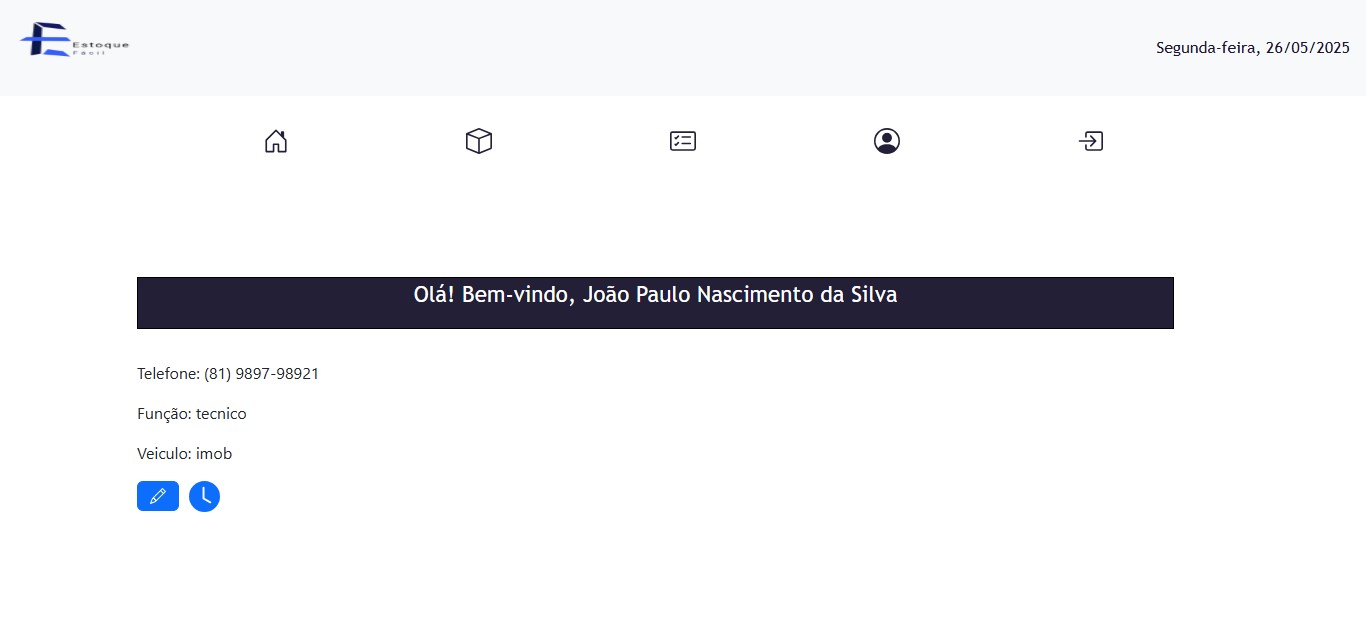 Estoque
Fácil
Segunda-feira, 26/05/2025
Olá! Bem-vindo, João Paulo Nascimento da Silva
Telefone: (81) 9897-98921
Função: tecnico
Veiculo: imob